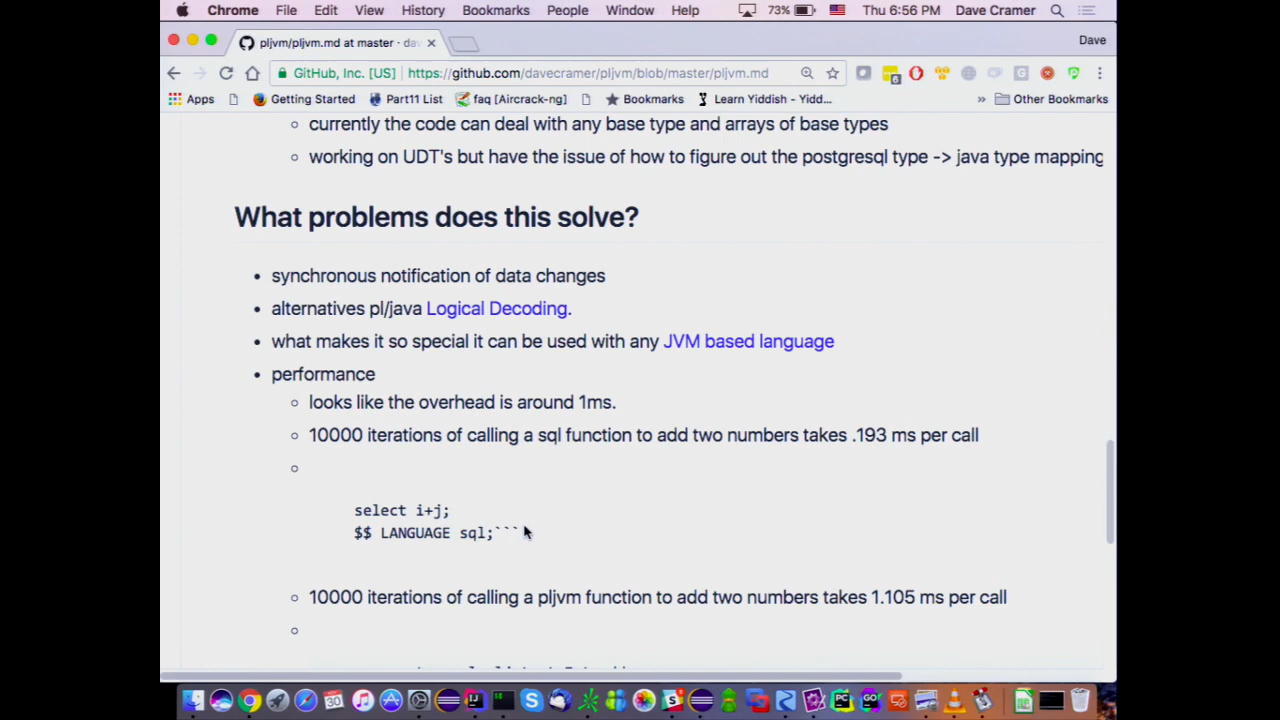 Chrome File Edit View History Bookmarks People Window Help 73% Thu 6:56 PM Dave Cramer
pljvm/pljvm.md at master · da Dave
GitHub, Inc. [US] https://github.com/davecramer/pljvm/blob/master/pljvm.md
Apps Getting Started Part11 List faq [Aircrack-ng] Bookmarks Learn Yiddish - Yidd... » Other Bookmarks
currently the code can deal with any base type and arrays of base types
working on UDT's but have the issue of how to figure out the postgresql type -> java type mapping
What problems does this solve?
synchronous notification of data changes
alternatives pl/java Logical Decoding.
what makes it so special it can be used with any JVM based language
performance
looks like the overhead is around 1ms.
10000 iterations of calling a sql function to add two numbers takes .193 ms per call
select i+j;
$$ LANGUAGE sql;```
10000 iterations of calling a pljvm function to add two numbers takes 1.105 ms per call